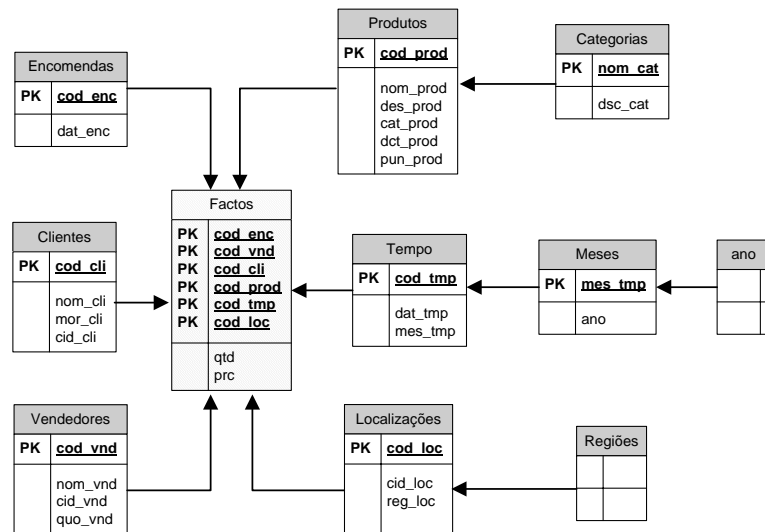 Produtos
PK cod_prod
nom_prod
des_prod
cat_prod
dct_prod
pun_prod
Categorias
PK nom_cat
dsc_cat
Encomendas
PK cod_enc
dat_enc
Factos
PK cod_enc
PK cod_vnd
PK cod_cli
PK cod_prod
PK cod_tmp
PK cod_loc
qtd
prc
Clientes
PK cod_cli
nom_cli
mor_cli
cid_cli
Tempo
PK cod_tmp
dat_tmp
mes_tmp
Meses
PK mes_tmp
ano
ano
Vendedores
PK cod_vnd
nom_vnd
cid_vnd
quo_vnd
Localizações
PK cod_loc
cid_loc
reg_loc
Regiões